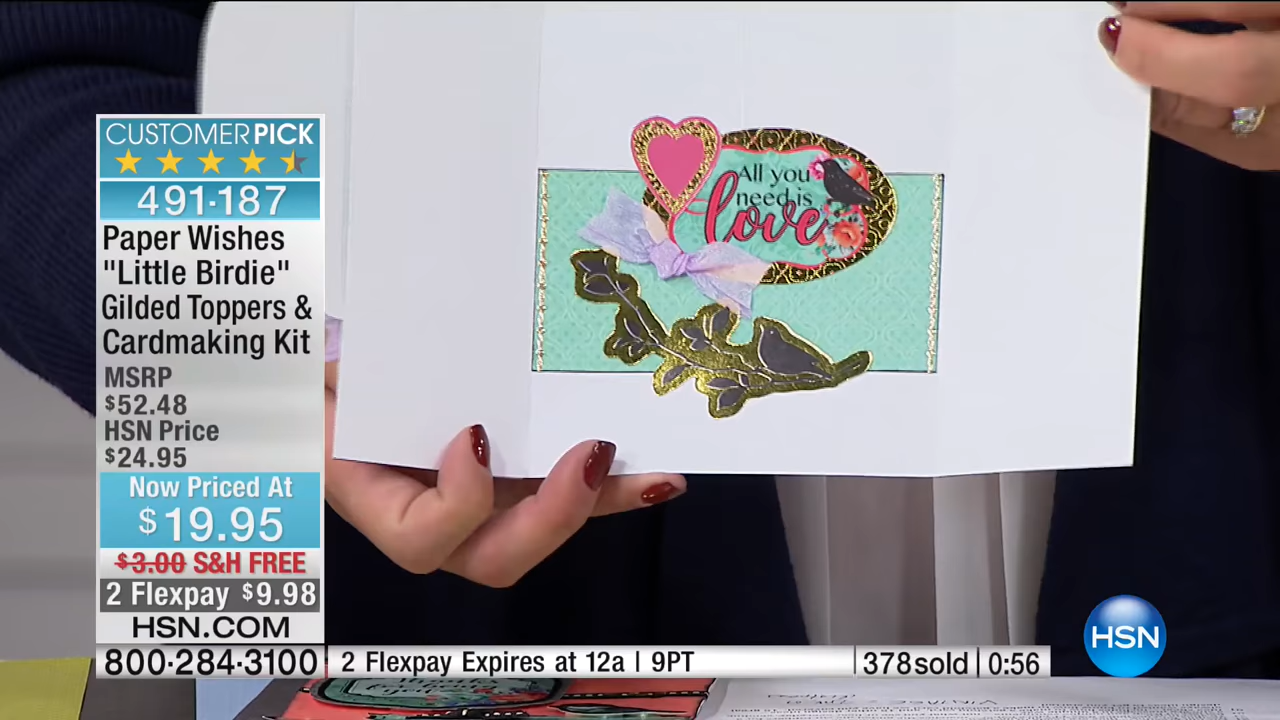 CUSTOMER PICK
491-187
Paper Wishes
"Little Birdie"
Gilded Toppers &
Cardmaking Kit
MSRP
$52.48
HSN Price
$24.95
Now Priced At
$19.95
$3.00 S&H FREE
2 Flexpay $9.98
HSN.COM
800-284-3100 2 Flexpay Expires at 12a | 9PT 378 sold 0:56
All you
need is
love
HSN